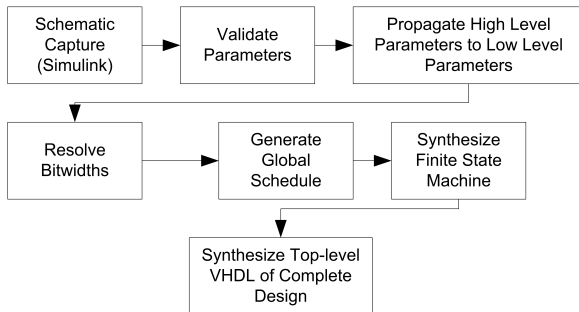 Schematic
Capture
(Simulink)
Validate
Parameters
Propagate High Level
Parameters to Low Level
Parameters
Resolve
Bitwidths
Generate
Global
Schedule
Synthesize
Finite State
Machine
Synthesize Top-level
VHDL of Complete
Design